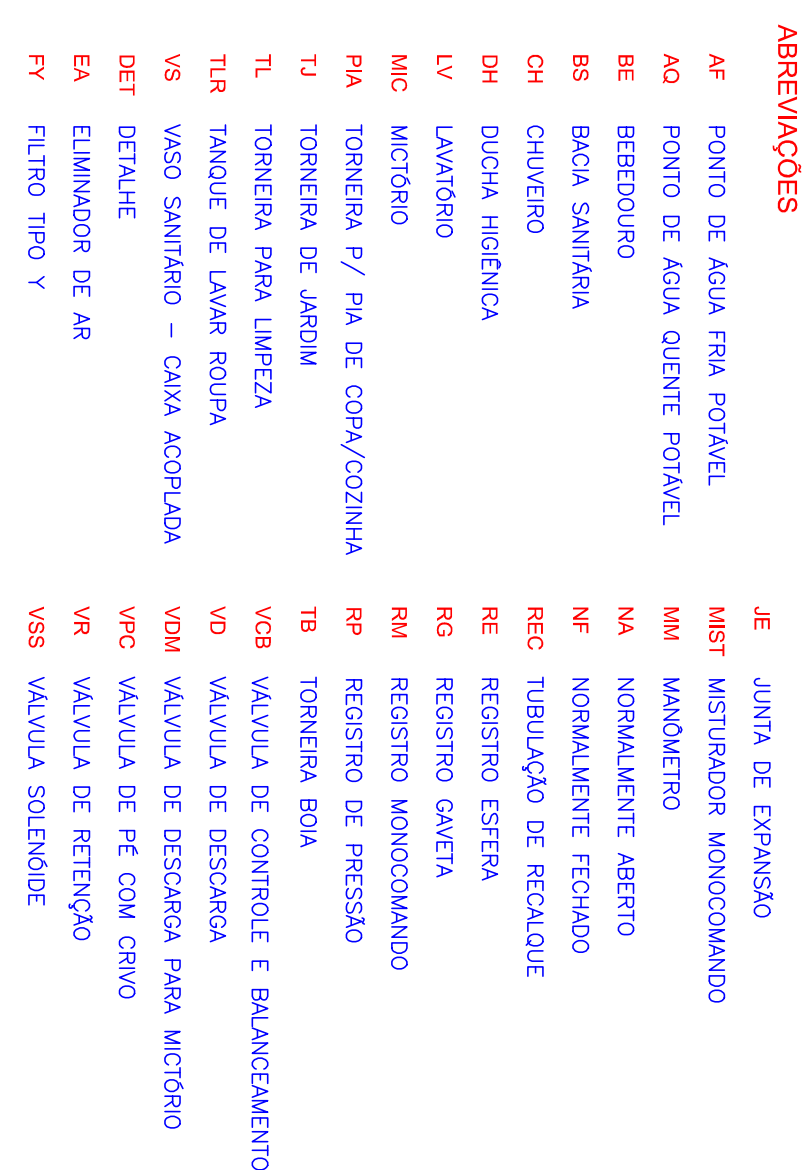 ABREVIAÇÕES
AF PONTO DE ÁGUA FRIA POTÁVEL
AQ PONTO DE ÁGUA QUENTE POTÁVEL
BE BEBEDOURO
BS BACIA SANITÁRIA
CH CHUVEIRO
DH DUCHA HIGIÊNICA
LV LAVATÓRIO
MIC MICTÓRIO
PIA TORNEIRA P/ PIA DE COPA/COZINHA
TJ TORNEIRA DE JARDIM
TL TORNEIRA PARA LIMPEZA
TLR TANQUE DE LAVAR ROUPA
VS VASO SANITÁRIO – CAIXA ACOPLADA
DET DETALHE
EA ELIMINADOR DE AR
FY FILTRO TIPO Y
JE JUNTA DE EXPANSÃO
MIST MISTURADOR MONOCOMANDO
MM MANÔMETRO
NA NORMALMENTE ABERTO
NF NORMALMENTE FECHADO
REC TUBULAÇÃO DE RECALQUE
RE REGISTRO ESFERA
RG REGISTRO GAVETA
RM REGISTRO MONOCOMANDO
RP REGISTRO DE PRESSÃO
TB TORNEIRA BOIA
VCB VÁLVULA DE CONTROLE E BALANCEAMENTO
VD VÁLVULA DE DESCARGA
VDM VÁLVULA DE DESCARGA PARA MICTÓRIO
VPC VÁLVULA DE PÉ COM CRIVO
VR VÁLVULA DE RETENÇÃO
VSS VÁLVULA SOLENÓIDE